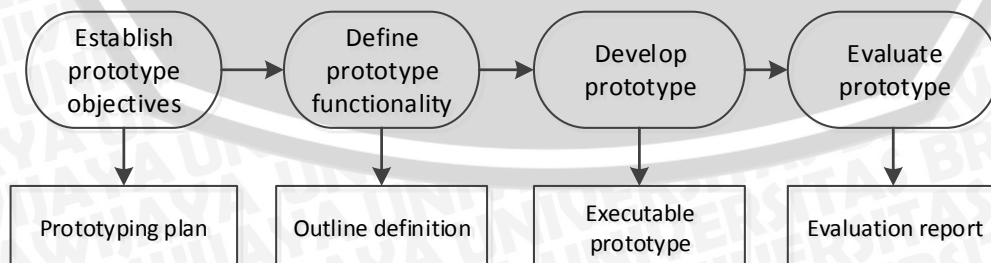 Establish
prototype
objectives
Define
prototype
functionality
Develop
prototype
Evaluate
prototype
Prototyping plan
Outline definition
Executable
prototype
Evaluation report